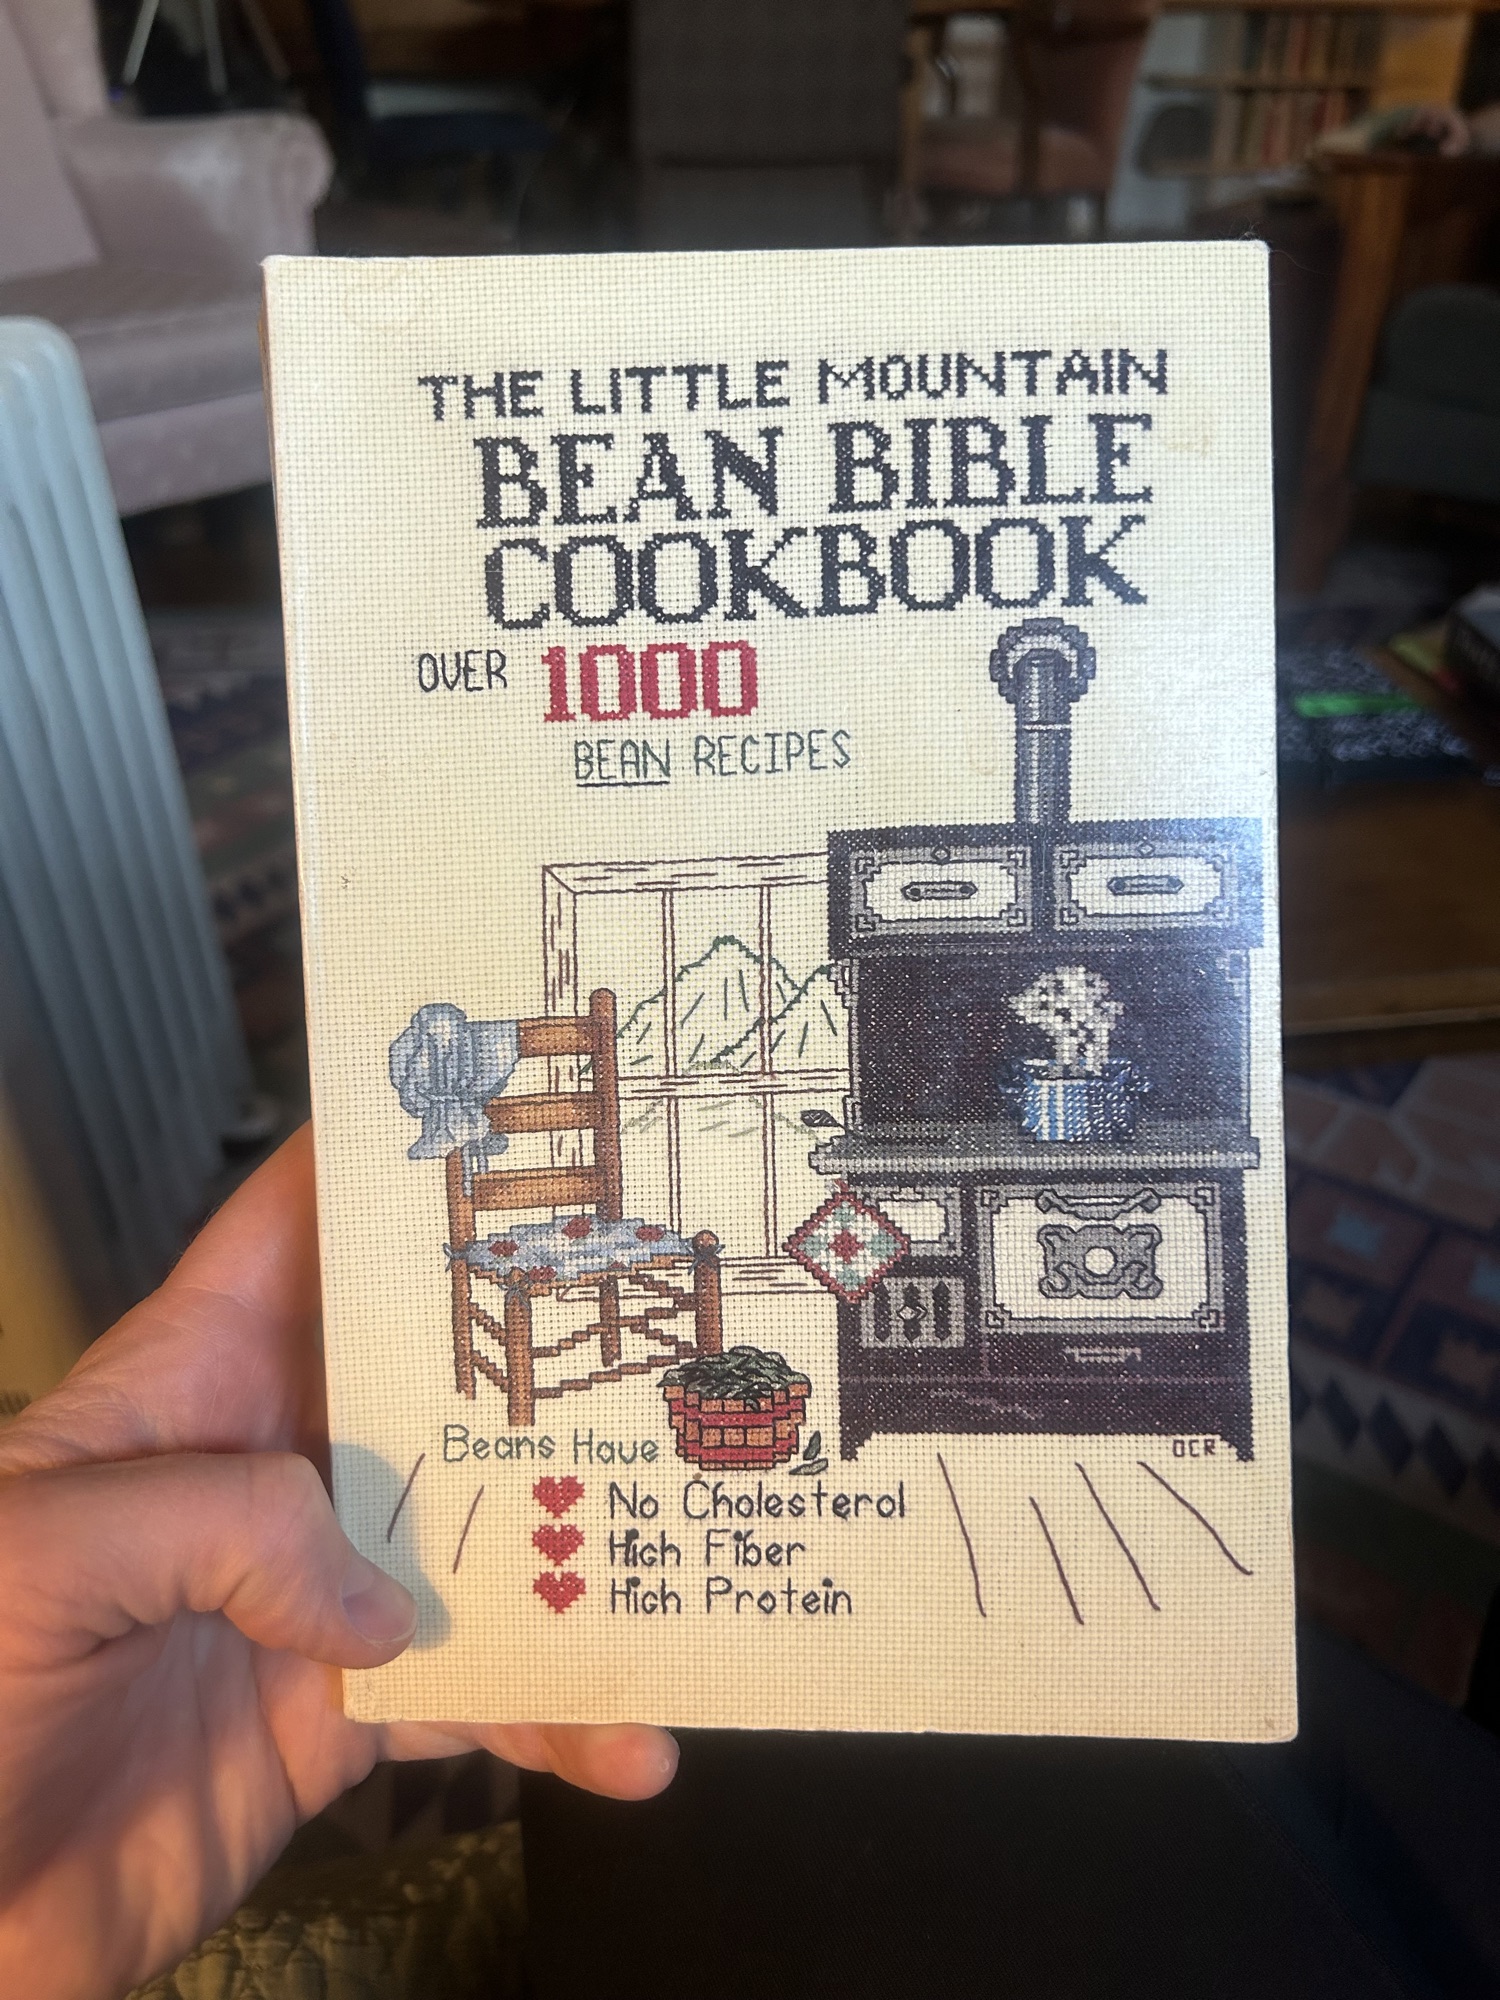 THE LITTLE MOUNTAIN
BEAN BIBLE
COOKBOOK
OVER 1000
BEAN RECIPES
OCR
Beans Have
No Cholesterol
High Fiber
High Protein